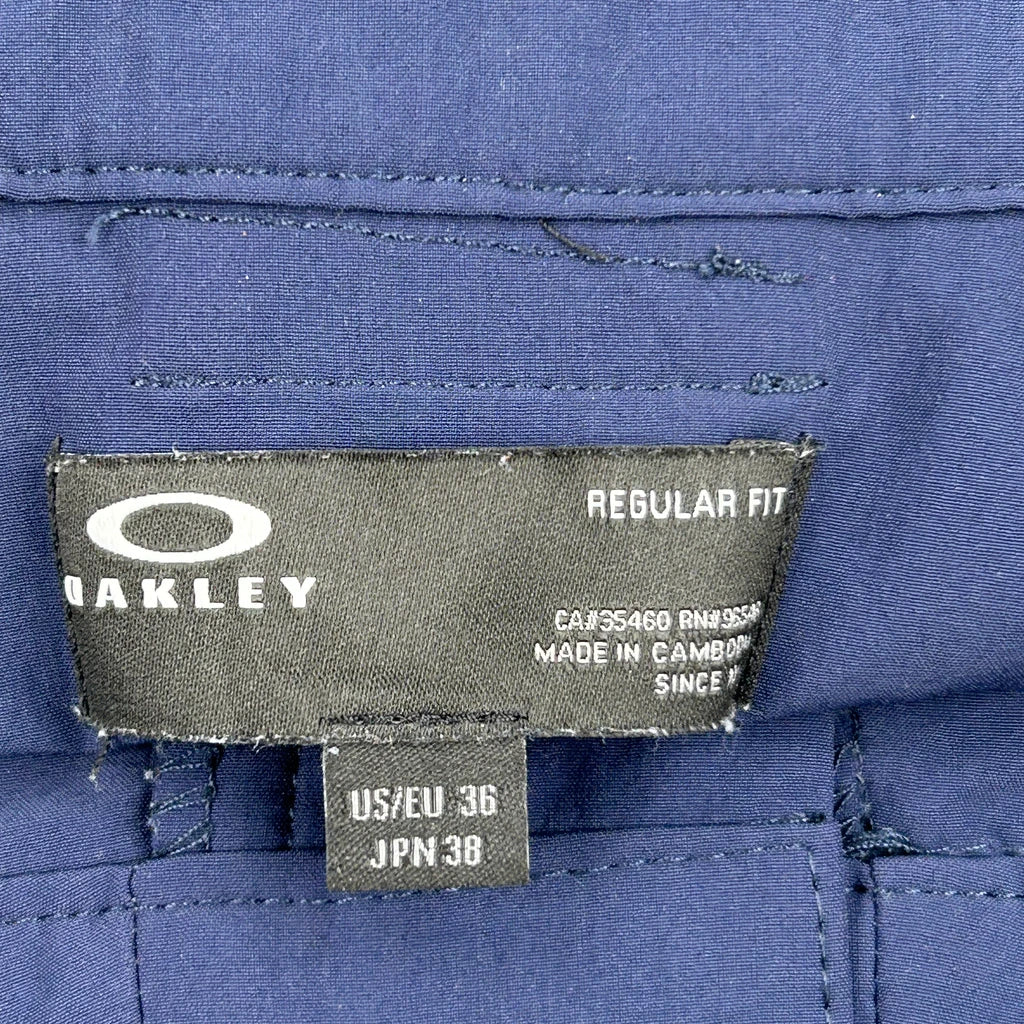 OAKLEY
REGULAR FIT
CA#35460
MADE IN
SINCE
US/EU 36
JPN 38